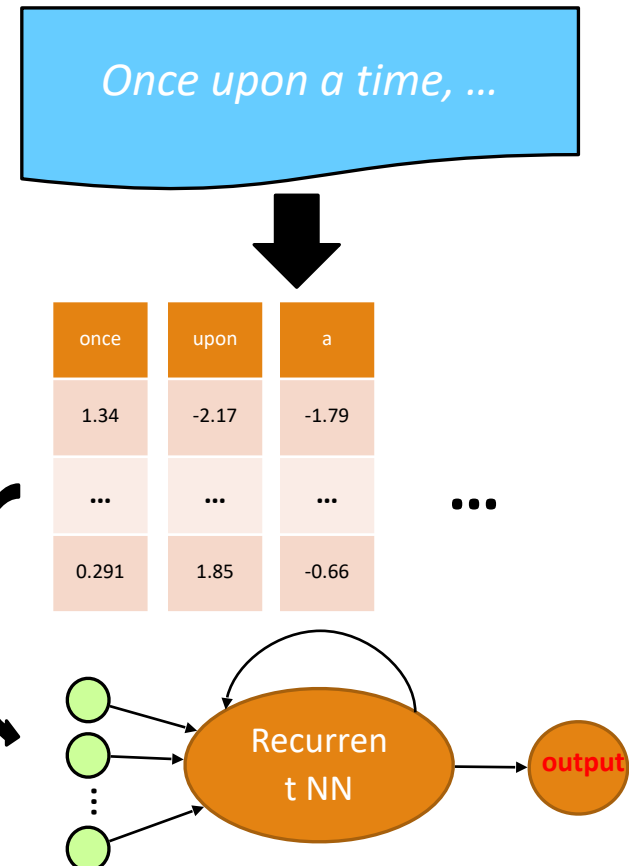 Once upon a time, …
once upon a
1.34 -2.17 -1.79
... ... ... ...
0.291 1.85 -0.66
Recurren
t NN
output
...